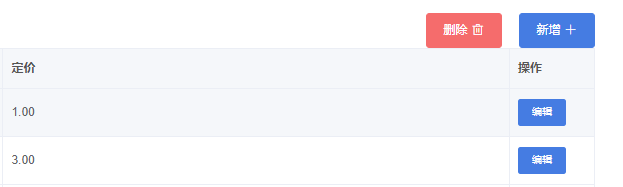 删除 新增
定价 操作
1.00 编辑
3.00 编辑